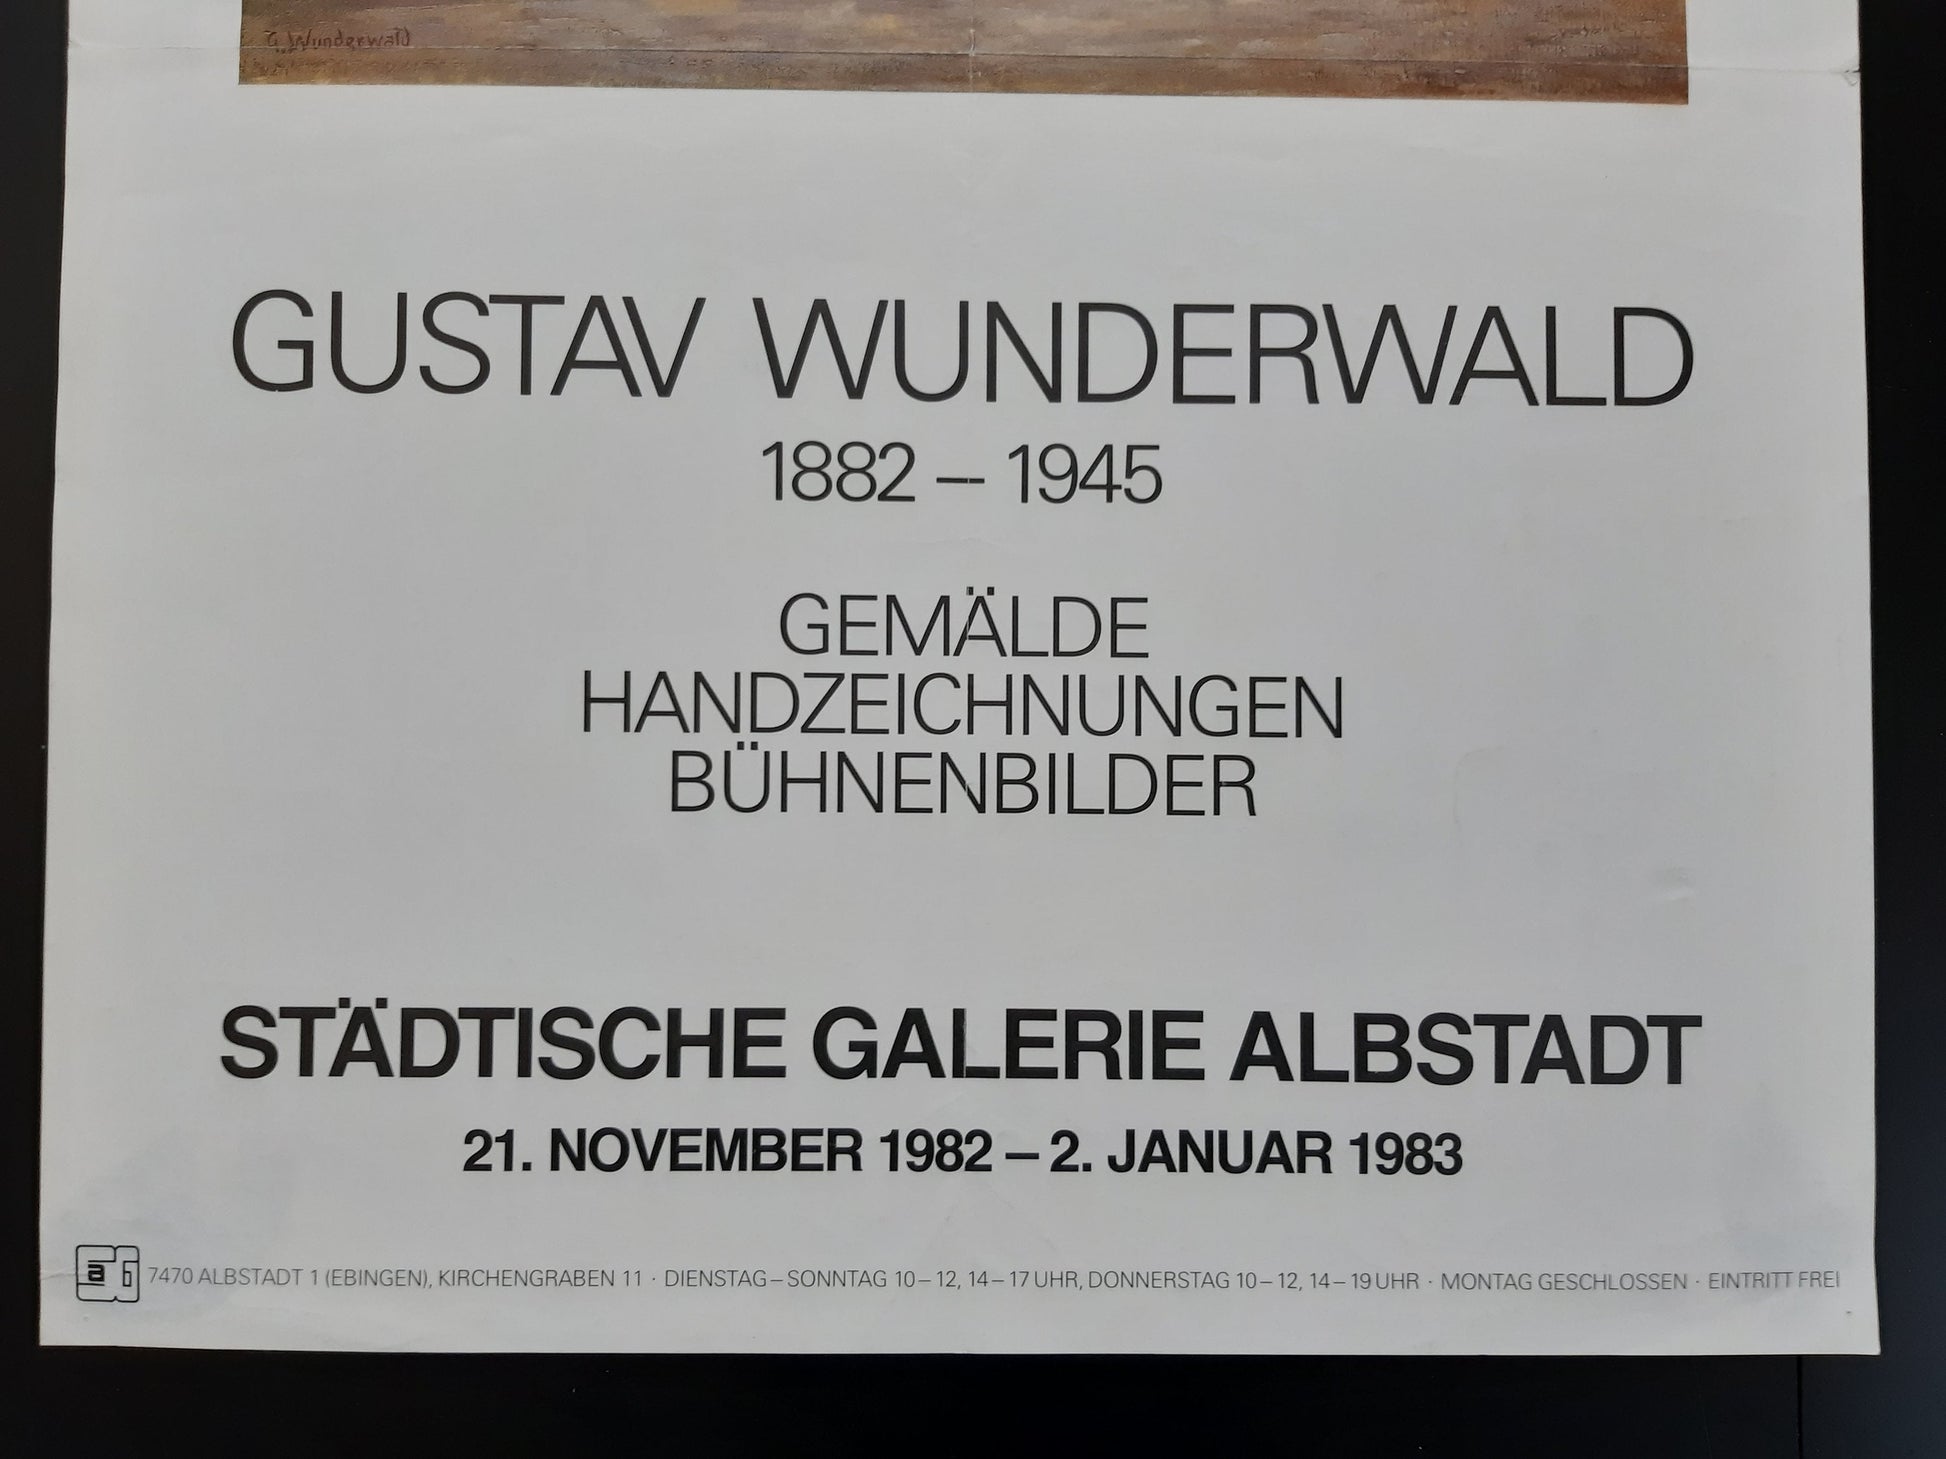 G. Wunderwald
GUSTAV WUNDERWALD
1882 – 1945
GEMÄLDE
HANDZEICHNUNGEN
BÜHNENBILDER
STÄDTISCHE GALERIE ALBSTADT
21. NOVEMBER 1982 – 2. JANUAR 1983
a 7470 ALBSTADT 1 (EBINGEN), KIRCHENGRABEN 11 · DIENSTAG – SONNTAG 10 – 12, 14 – 17 UHR, DONNERSTAG 10 – 12, 14 – 19 UHR · MONTAG GESCHLOSSEN · EINTRITT FREI